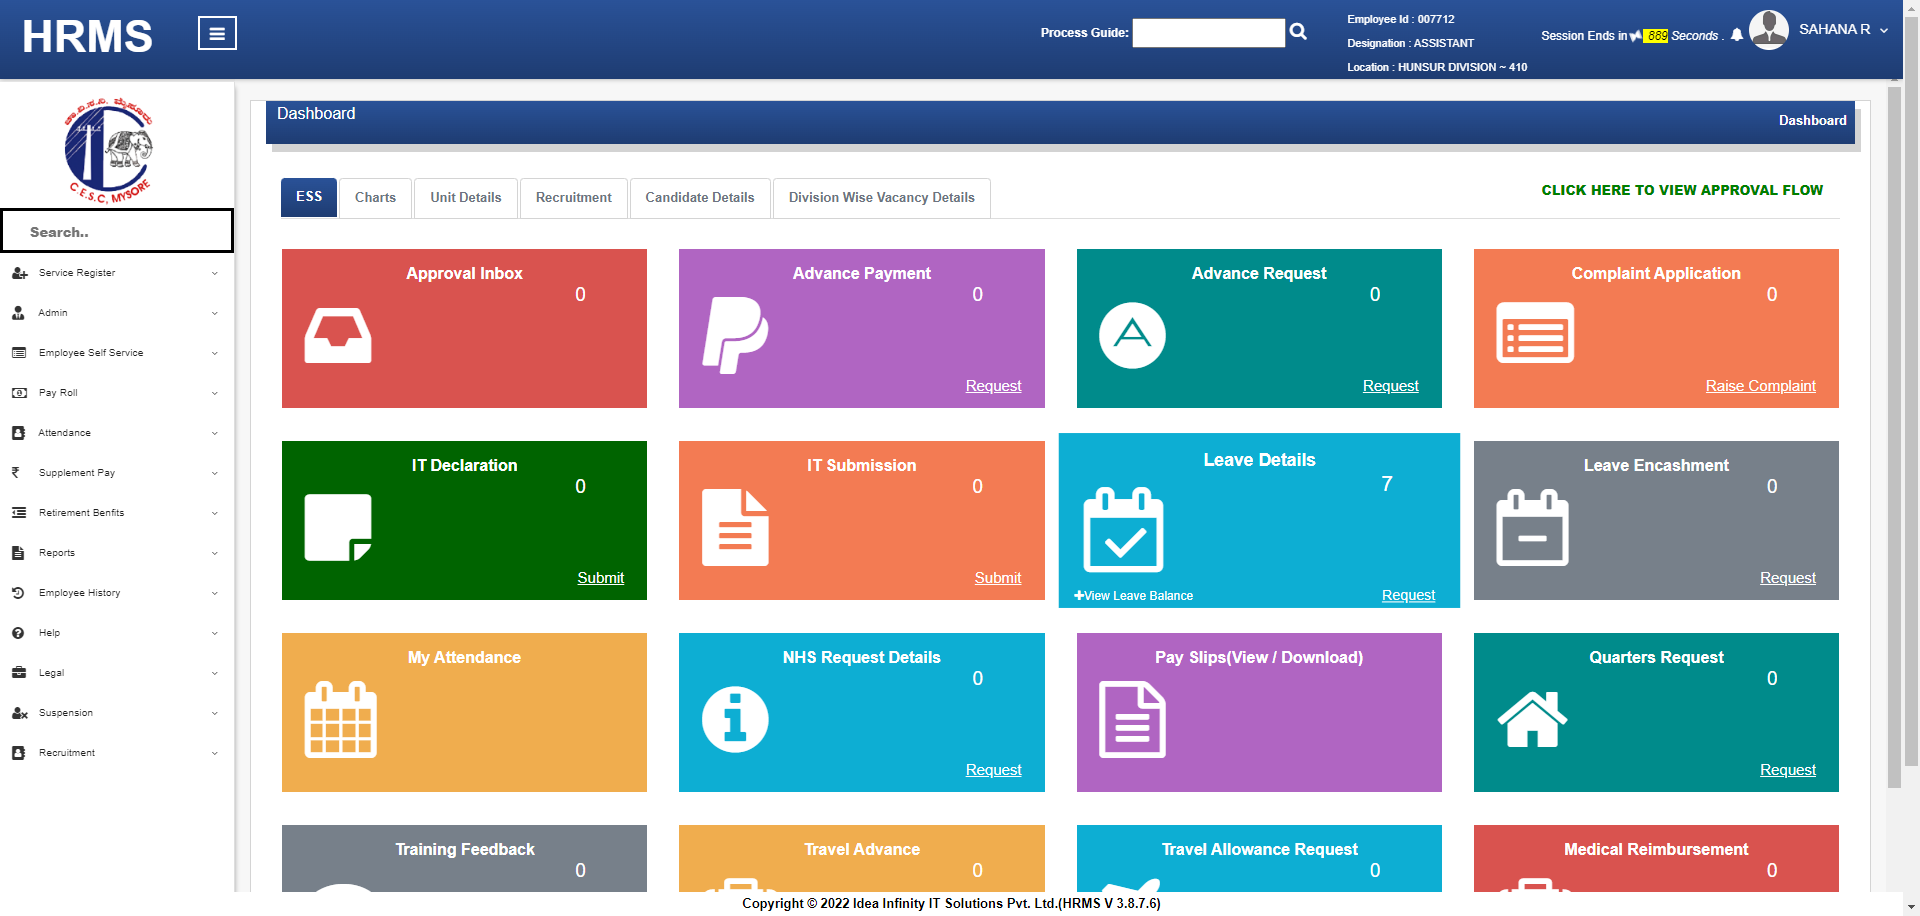 HRMS
Process Guide:
Employee Id : 007712
Designation : ASSISTANT
Location : HUNSUR DIVISION ~ 410
Session Ends in 889 Seconds .
SAHANA R
ಚಾ.ವಿ.ಸ.ನಿ. ಮೈಸೂರು
C.E.S.C, MYSORE
Search..
Service Register
Admin
Employee Self Service
Pay Roll
Attendance
Supplement Pay
Retirement Benfits
Reports
Employee History
Help
Legal
Suspension
Recruitment
Dashboard
Dashboard
ESS
Charts
Unit Details
Recruitment
Candidate Details
Division Wise Vacancy Details
CLICK HERE TO VIEW APPROVAL FLOW
Approval Inbox
0
Advance Payment
0
Request
Advance Request
0
Request
Complaint Application
0
Raise Complaint
IT Declaration
0
Submit
IT Submission
0
Submit
Leave Details
7
View Leave Balance
Request
Leave Encashment
0
Request
My Attendance
NHS Request Details
0
Request
Pay Slips(View / Download)
Quarters Request
0
Request
Training Feedback
0
Travel Advance
0
Travel Allowance Request
0
Medical Reimbursement
0
Copyright © 2022 Idea Infinity IT Solutions Pvt. Ltd.(HRMS V 3.8.7.6)